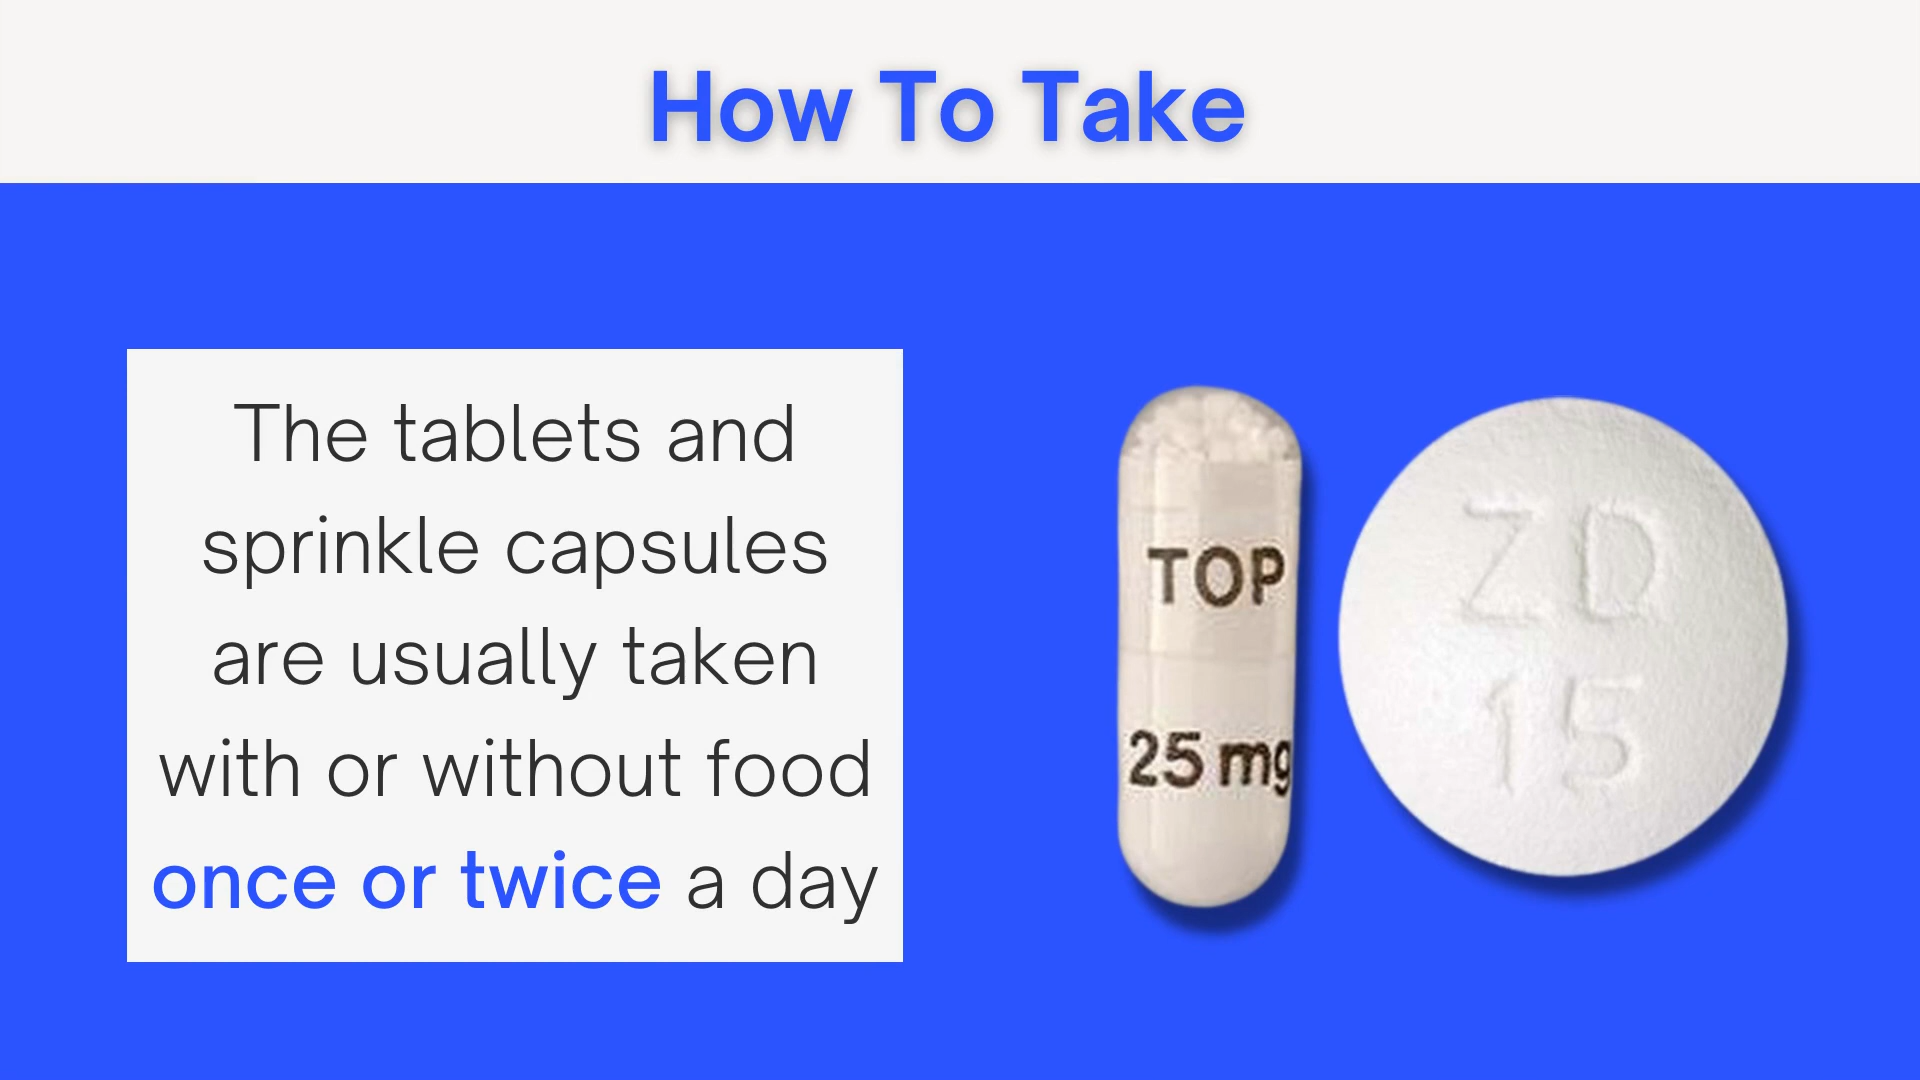 How To Take
The tablets and
sprinkle capsules
are usually taken
with or without food
once or twice a day
TOP
25 mg
ZD
15